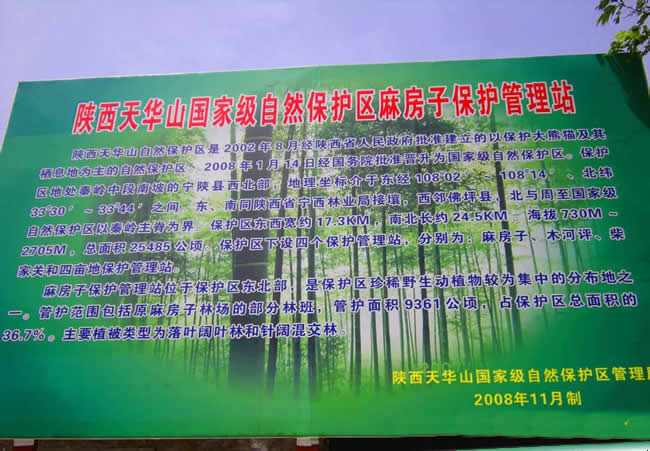 陕西天华山国家级自然保护区麻房子保护管理站
陕西天华山自然保护区是2002年8月经陕西省人民政府批准建立的以保护大熊猫及其
栖息地为主的自然保护区 2008年1月14日经国务院批准晋升为国家级自然保护区。保护
区地处秦岭中段南坡的宁陕县西北部，地理坐标介于东经108°02′~108°14′、北纬
33°30′~33°44′之间 东、南同陕西省宁西林业局接壤，西邻佛坪县 北与周至国家级
自然保护区以秦岭主脊为界 保护区东西宽约17.3KM，南北长约24.5KM 海拔730M~
2705M，总面积25485公顷 保护区下设四个保护管理站，分别为：麻房子、木河评、柴
家关和四亩地保护管理站
麻房子保护管理站位于保护区东北部，是保护区珍稀野生动植物较为集中的分布地之
一。管护范围包括原麻房子林场的部分林班，管护面积9361公顷，占保护区总面积的
36.7%。主要植被类型为落叶阔叶林和针阔混交林。
陕西天华山国家级自然保护区管理
2008年11月制